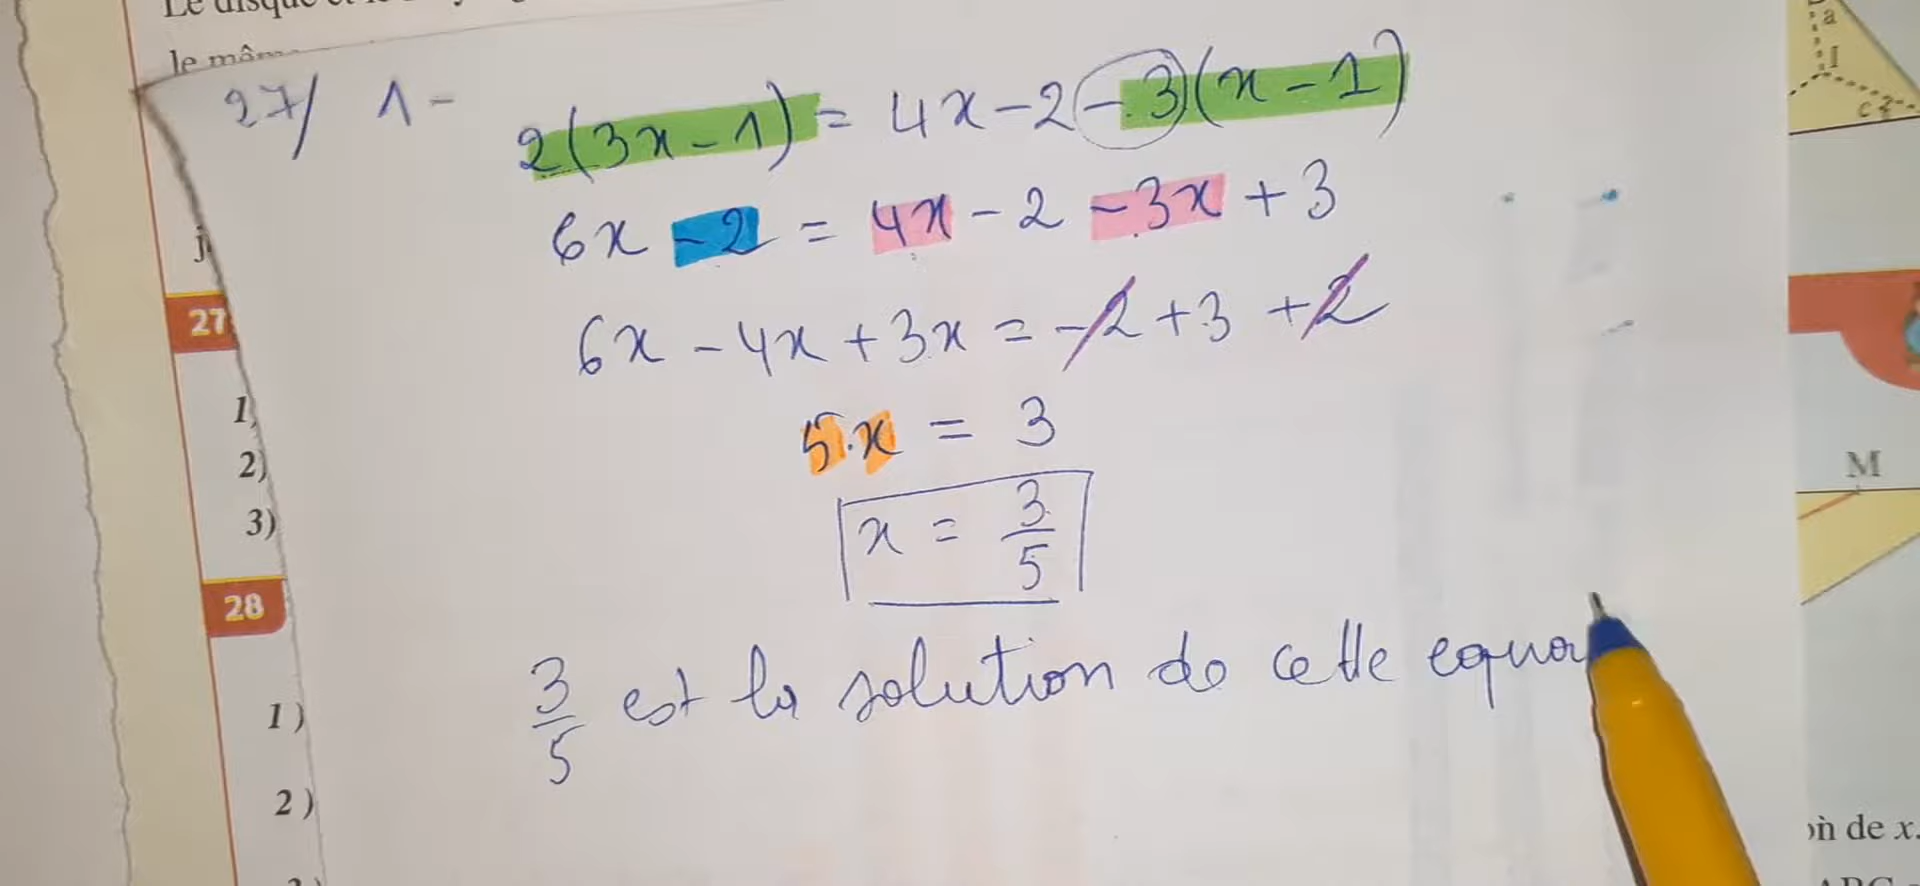 le même
27/ 1- 2(3x-1) = 4x-2-3(x-1)
6x -2 = 4x -2 -3x +3
6x -4x +3x = -2 +3 +2
5.x = 3
x = 3/5
3/5 est la solution de cette equa
27
1)
2)
3)
28
1)
2)
a
I
c
M
on de x.